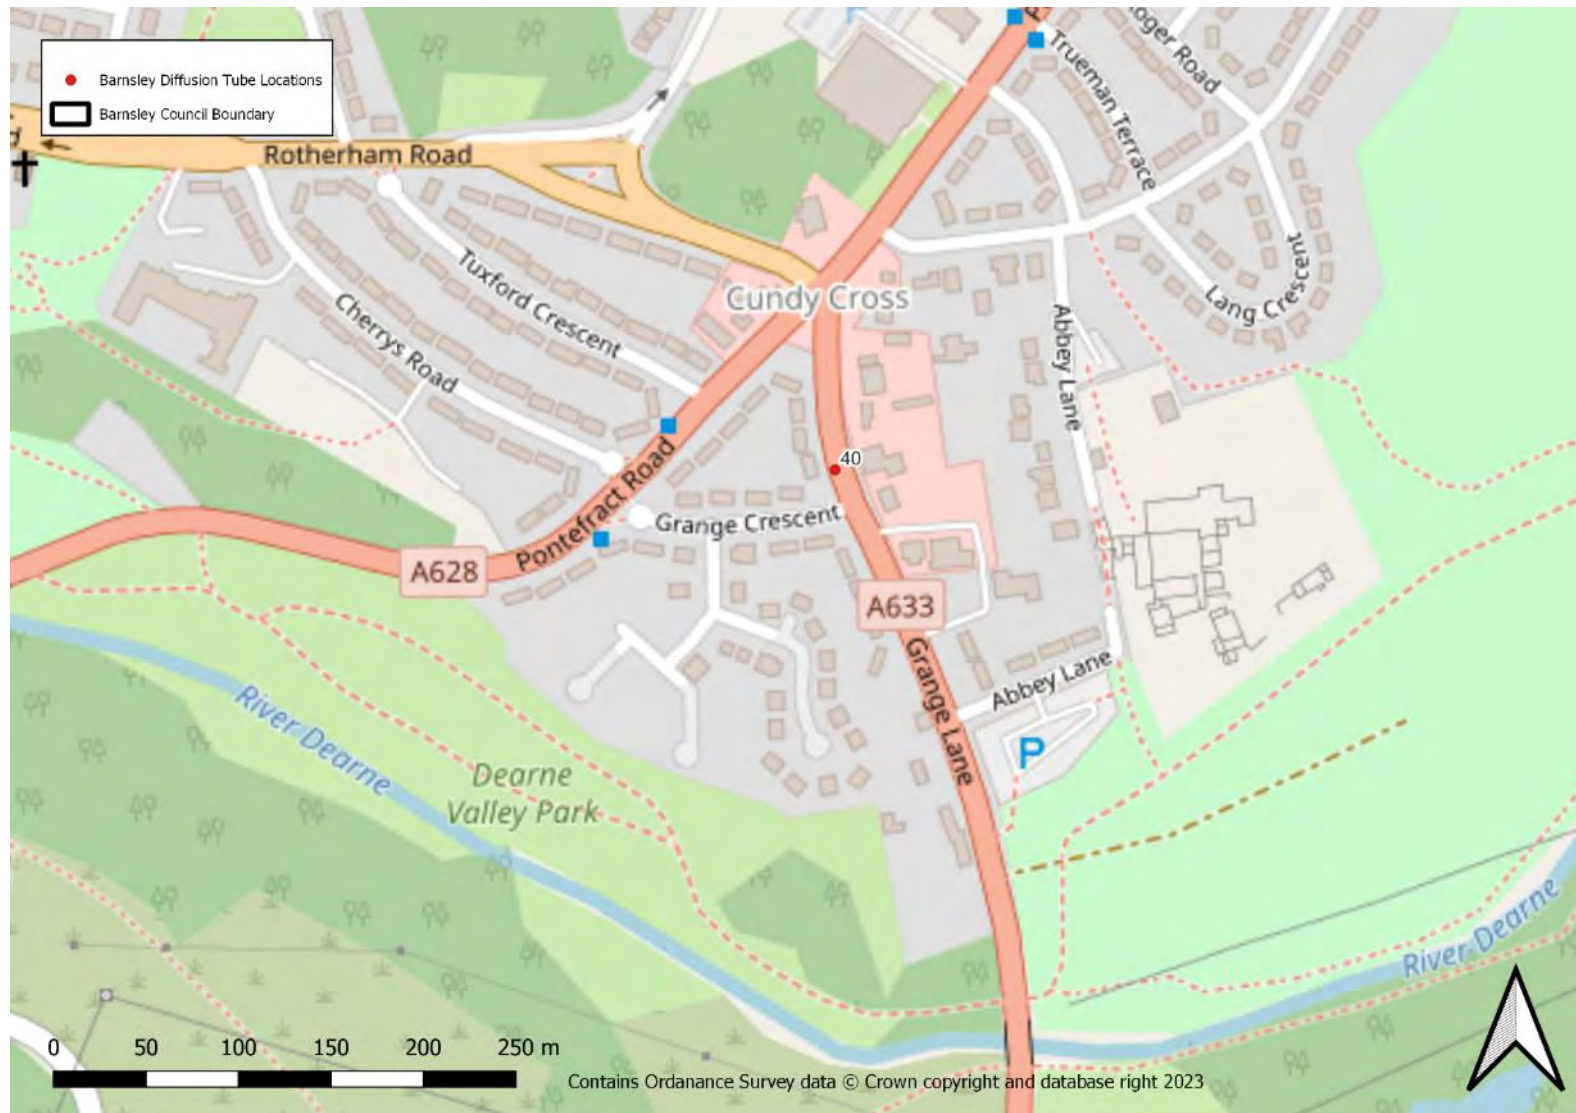 Barnsley Diffusion Tube Locations
Barnsley Council Boundary
Rotherham Road
Trueman Terrace
oger Road
Lang Crescent
Tuxford Crescent
Cherrys Road
Cundy Cross
Abbey Lane
40
Pontefract Road
Grange Crescent
A628
A633
Grange Lane
Abbey Lane
P
River Dearne
Dearne
Valley Park
River Dearne
0 50 100 150 200 250 m
Contains Ordanance Survey data © Crown copyright and database right 2023